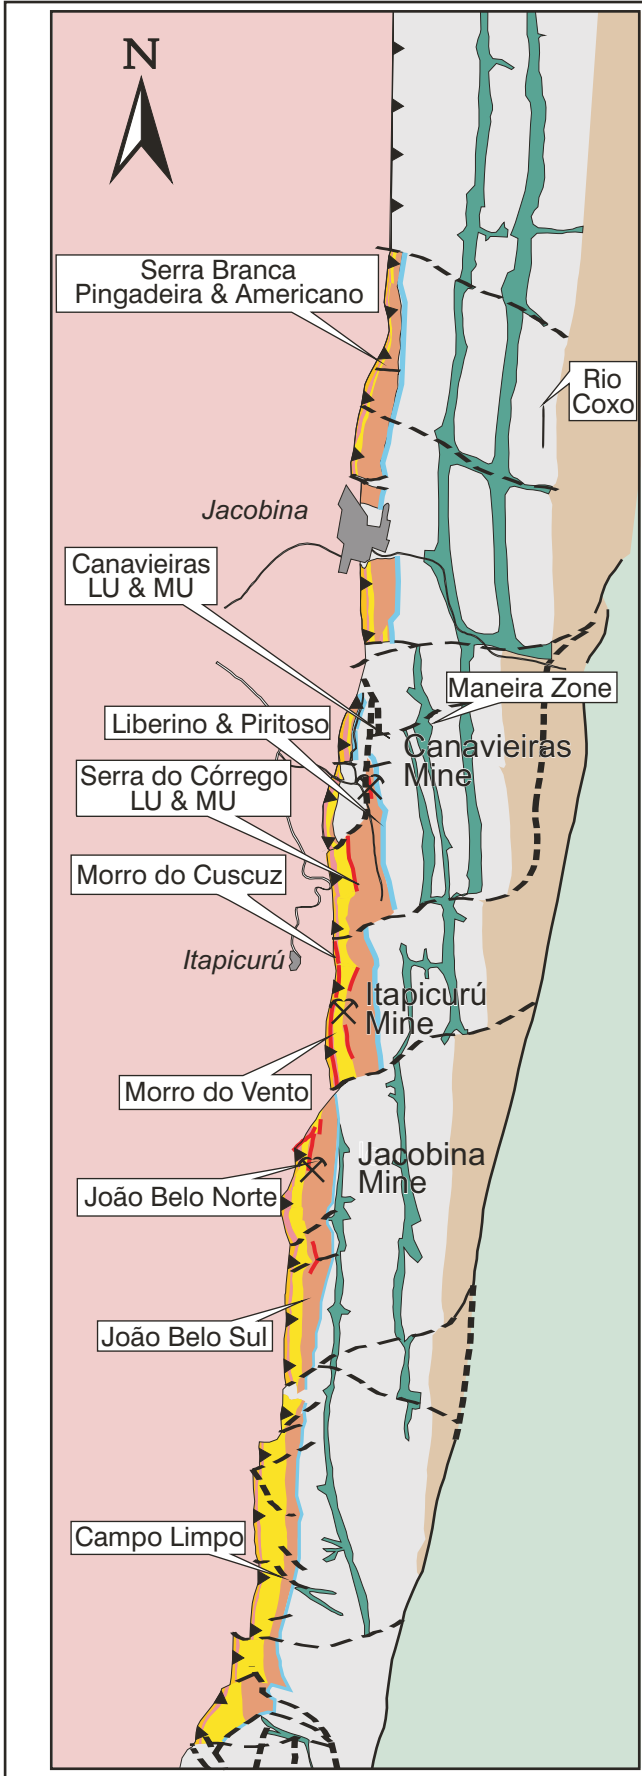 N
Serra Branca
Pingadeira & Americano
Rio
Coxo
Jacobina
Canavieiras
LU & MU
Maneira Zone
Liberino & Piritoso
Canavieiras
Mine
Serra do Córrego
LU & MU
Morro do Cuscuz
Itapicurú
Itapicurú
Mine
Morro do Vento
Jacobina
Mine
João Belo Norte
João Belo Sul
Campo Limpo